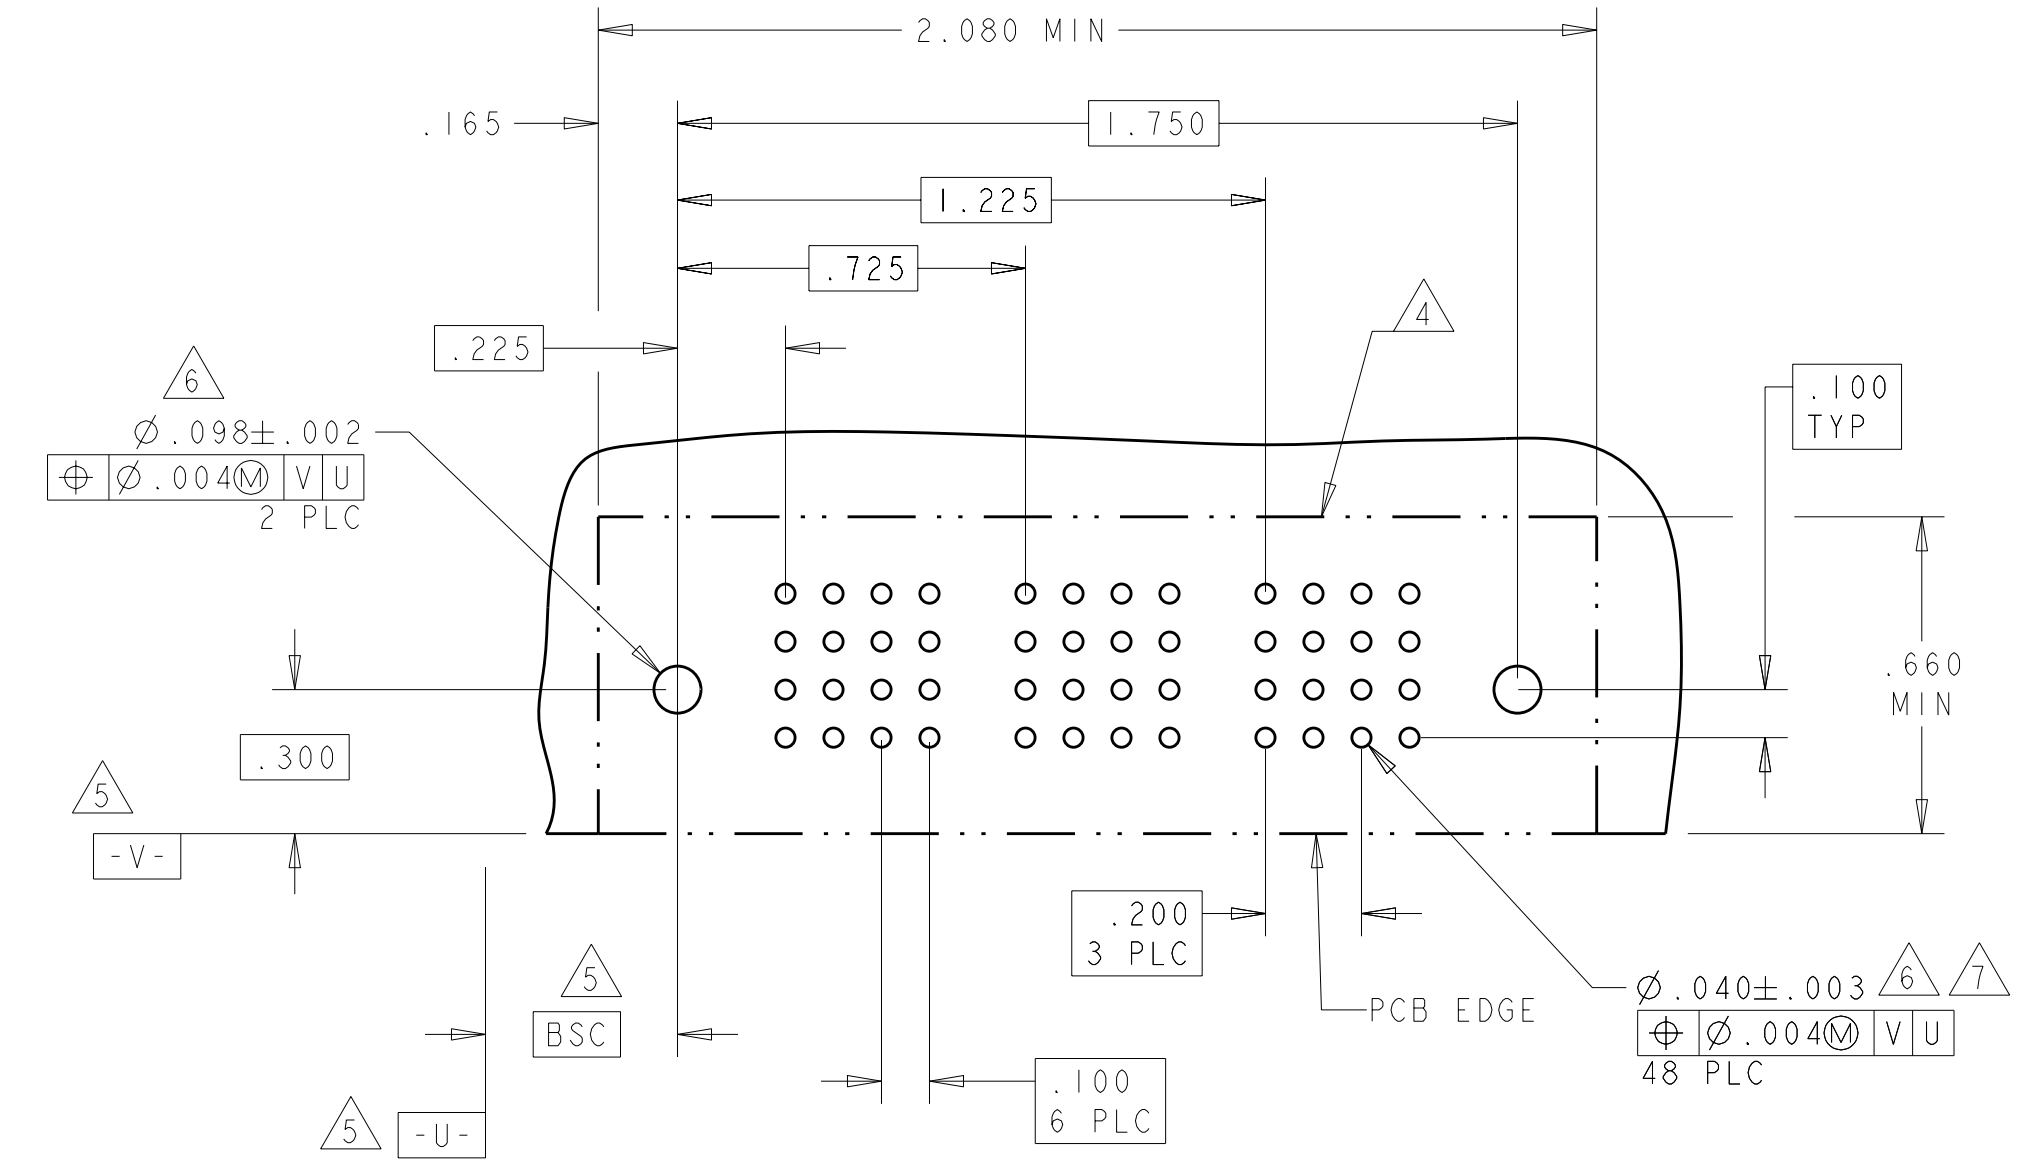 2.080 MIN
.165
1.750
1.225
.725
4
.225
6
.100
TYP
Ø.098±.002
⌖ Ø.004Ⓜ V U
2 PLC
.660
MIN
.300
5
-V-
.200
3 PLC
5
6 7
Ø.040±.003
PCB EDGE
BSC
⌖ Ø.004Ⓜ V U
48 PLC
.100
6 PLC
5
-U-